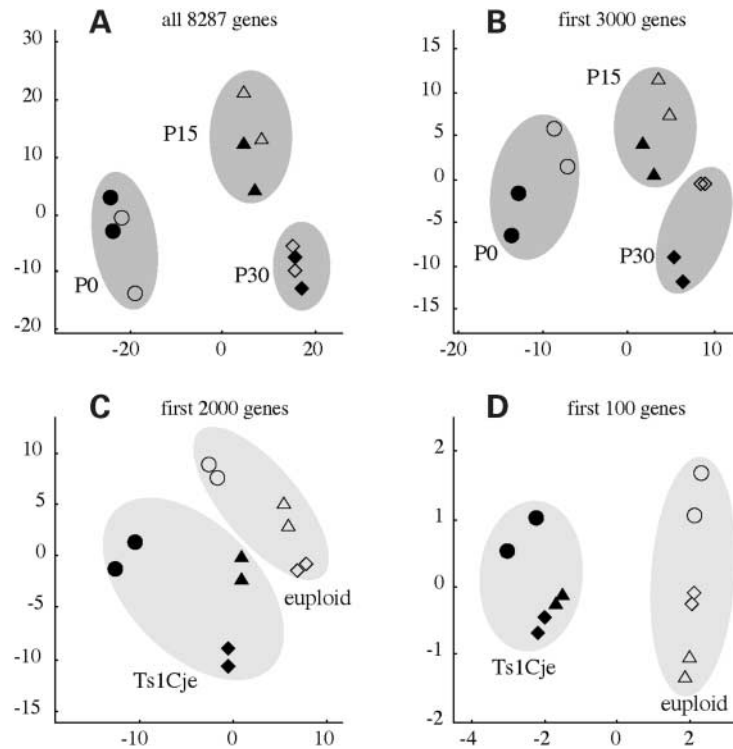 A all 8287 genes
30
20
10
0
-10
-20
-20 0 20
P15
P0
P30
B first 3000 genes
15
10
5
0
-5
-10
-15
-20 -10 0 10
P15
P0
P30
C first 2000 genes
10
5
0
-5
-10
-15
-10 0 10
euploid
Ts1Cje
D first 100 genes
2
1
0
-1
-2
-4 -2 0 2
Ts1Cje
euploid